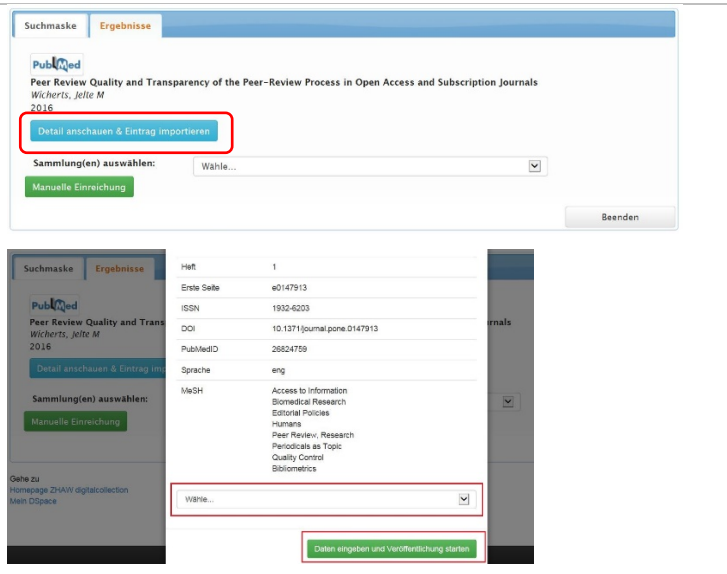 Suchmaske Ergebnisse
PubMed
Peer Review Quality and Transparency of the Peer-Review Process in Open Access and Subscription Journals
Wicherts, Jelte M
2016
Detail anschauen & Eintrag importieren
Sammlung(en) auswählen: Wähle...
Manuelle Einreichung
Beenden
Suchmaske Ergebnisse
PubMed
Peer Review Quality and Trans
rnals
Wicherts, Jelte M
2016
Detail anschauen & Eintrag imp
Sammlung(en) auswählen:
Manuelle Einreichung
Gehe zu
Homepage ZHAW digitalcollection
Mein DSpace
Heft 1
Erste Seite e0147913
ISSN 1932-6203
DOI 10.1371/journal.pone.0147913
PubMedID 26824759
Sprache eng
MeSH Access to Information
Biomedical Research
Editorial Policies
Humans
Peer Review, Research
Periodicals as Topic
Quality Control
Bibliometrics
Wähle...
Daten eingeben und Veröffentlichung starten